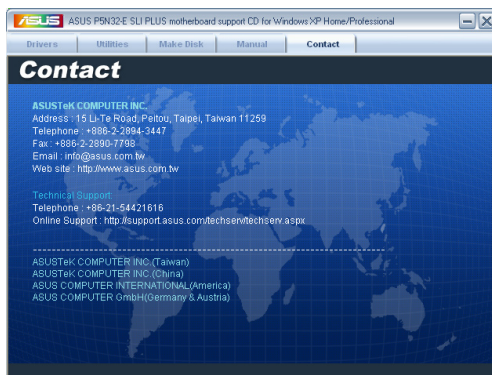 ASUS ASUS P5N32-E SLI PLUS motherboard support CD for Windows XP Home/Professional
Drivers Utilities Make Disk Manual Contact
Contact
ASUSTeK COMPUTER INC.
Address : 15 Li-Te Road, Peitou, Taipei, Taiwan 11259
Telephone : +886-2-2894-3447
Fax : +886-2-2890-7798
Email : info@asus.com.tw
Web site : http://www.asus.com.tw
Technical Support:
Telephone : +86-21-54421616
Online Support : http://support.asus.com/techserv/techserv.aspx
ASUSTeK COMPUTER INC.(Taiwan)
ASUSTeK COMPUTER INC.(China)
ASUS COMPUTER INTERNATIONAL(America)
ASUS COMPUTER GmbH(Germany & Austria)